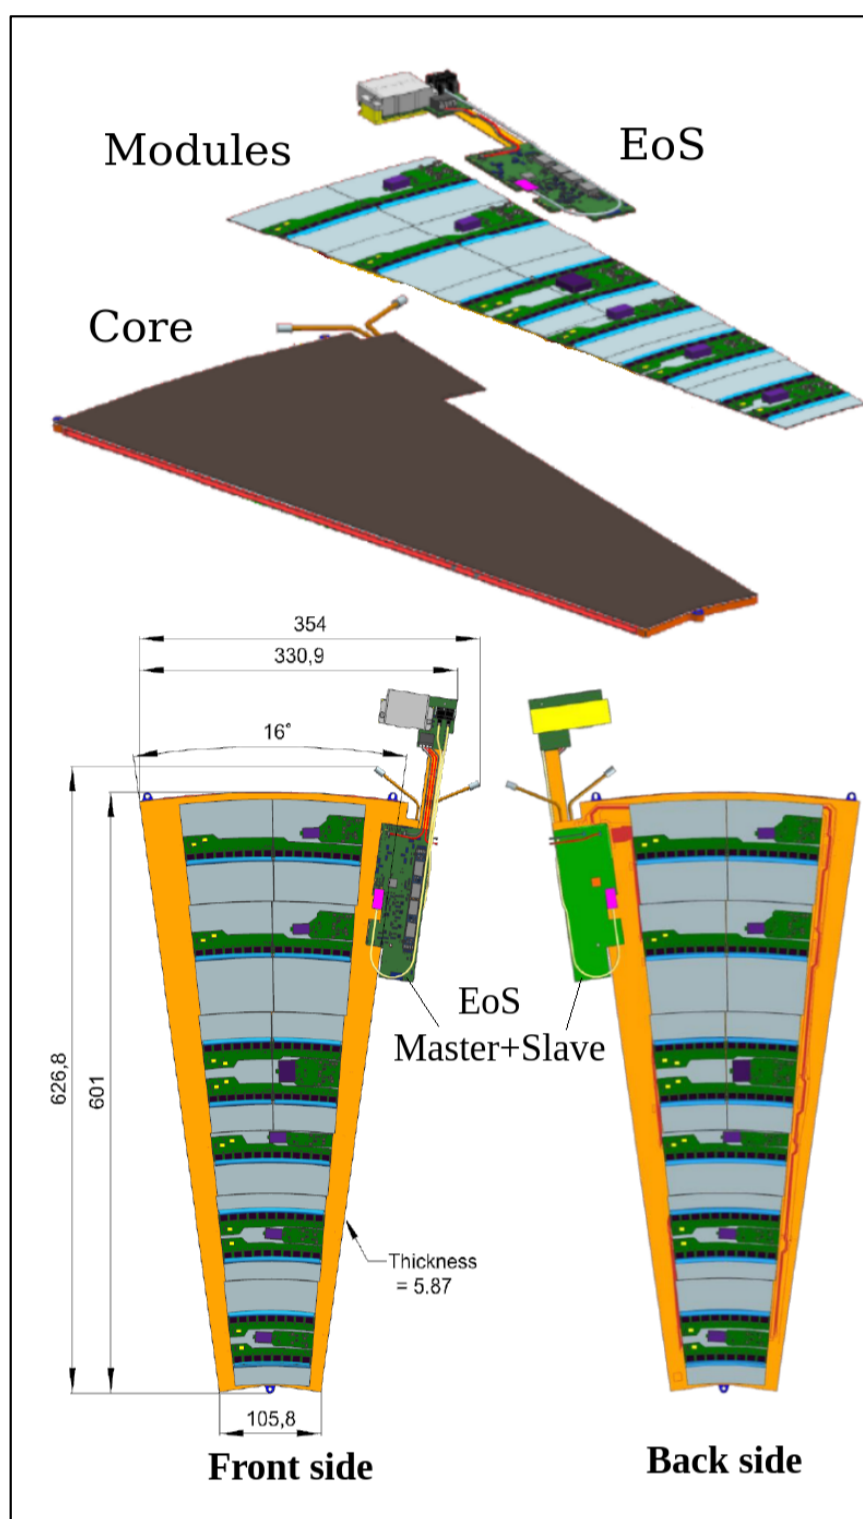 Modules
EoS
Core
354
330,9
16°
626,8
601
EoS
Master+Slave
Thickness
= 5.87
105,8
Front side
Back side